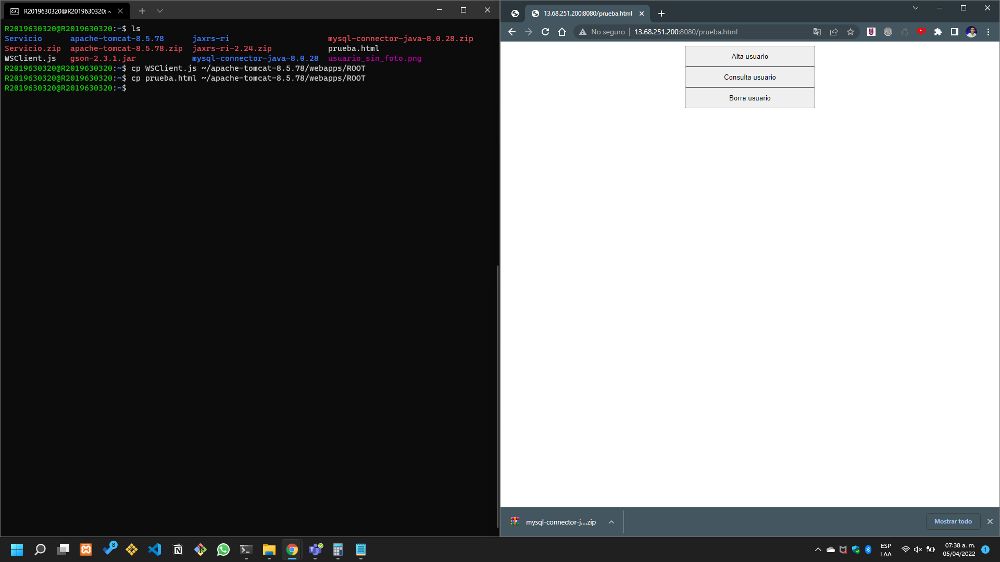 R2019630320@R2019630320: ~
R2019630320@R2019630320:~$ ls
Servicio apache-tomcat-8.5.78 jaxrs-ri mysql-connector-java-8.0.28.zip
Servicio.zip apache-tomcat-8.5.78.zip jaxrs-ri-2.24.zip prueba.html
WSClient.js gson-2.3.1.jar mysql-connector-java-8.0.28 usuario_sin_foto.png
R2019630320@R2019630320:~$ cp WSClient.js ~/apache-tomcat-8.5.78/webapps/ROOT
R2019630320@R2019630320:~$ cp prueba.html ~/apache-tomcat-8.5.78/webapps/ROOT
R2019630320@R2019630320:~$
13.68.251.200:8080/prueba.html
No seguro 13.68.251.200:8080/prueba.html
Alta usuario
Consulta usuario
Borra usuario
mysql-connector-j....zip
Mostrar todo
8
ESP
LAA
07:38 a. m.
05/04/2022
1